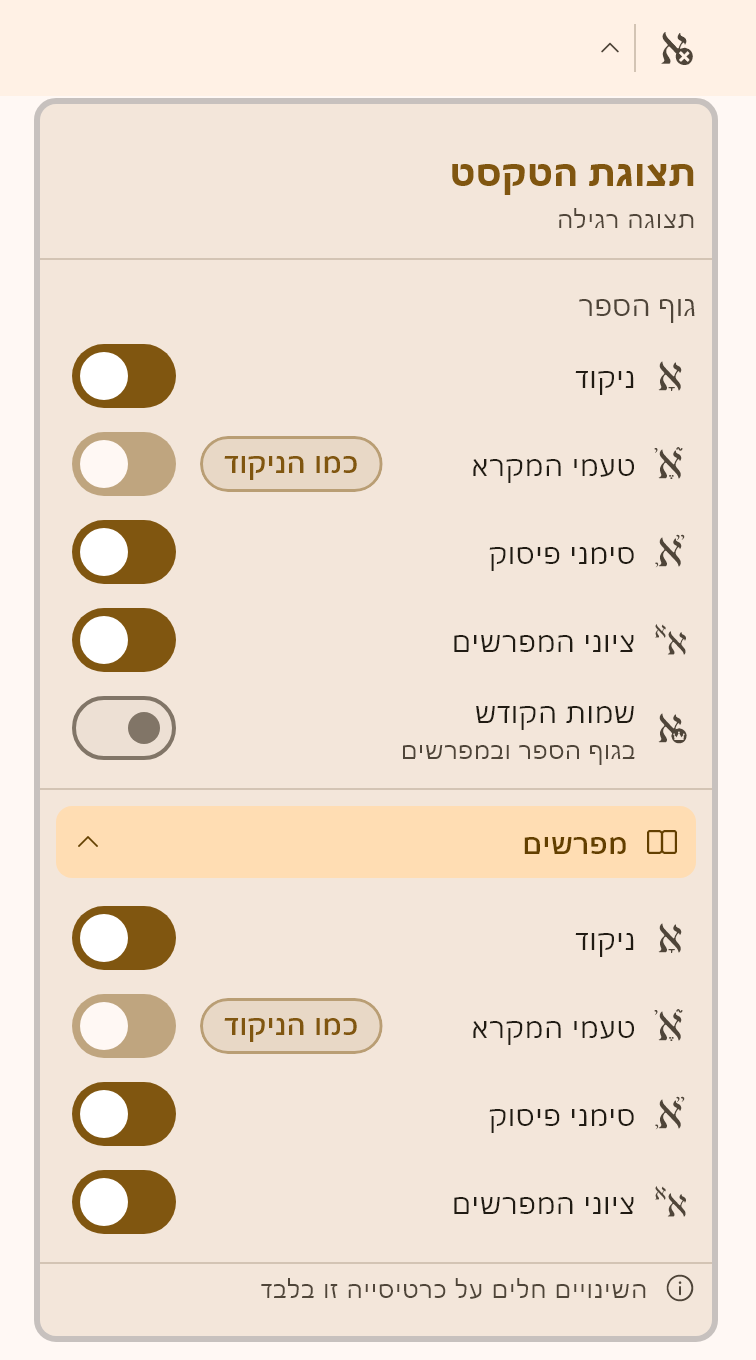 תצוגת הטקסט
תצוגה רגילה
גוף הספר
ניקוד
טעמי המקרא
כמו הניקוד
סימני פיסוק
ציוני המפרשים
שמות הקודש
בגוף הספר ובמפרשים
מפרשים
ניקוד
טעמי המקרא
כמו הניקוד
סימני פיסוק
ציוני המפרשים
השינויים חלים על כרטיסייה זו בלבד